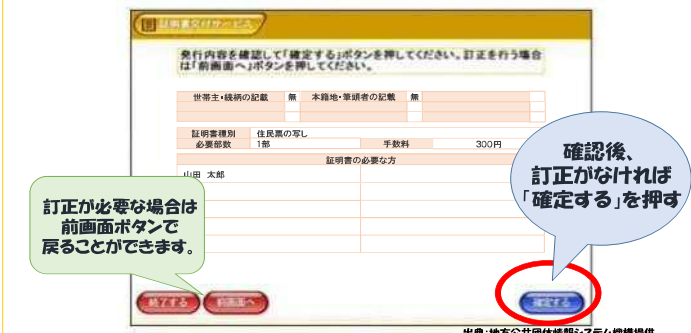 証明書交付サービス
発行内容を確認して「確定する」ボタンを押してください。訂正を行う場合
は「前画面へ」ボタンを押してください。
世帯主・続柄の記載 無 本籍地・筆頭者の記載 無
証明書種別 住民票の写し
必要部数 1部 手数料 300円
証明書の必要な方
山田 太郎
確認後、
訂正がなければ
「確定する」を押す
訂正が必要な場合は
前画面ボタンで
戻ることができます。
終了する 前画面へ 確定する
出典:地方公共団体情報システム機構提供